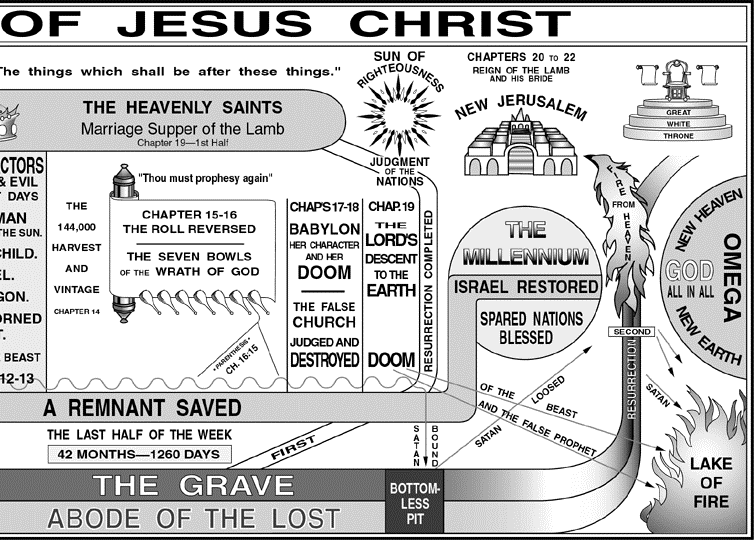 OF JESUS CHRIST
The things which shall be after these things."
THE HEAVENLY SAINTS
Marriage Supper of the Lamb
Chapter 19—1st Half
SUN OF
RIGHTEOUSNESS
JUDGMENT
OF THE
NATIONS
CHAPTERS 20 TO 22
REIGN OF THE LAMB
AND HIS BRIDE
NEW JERUSALEM
GREAT
WHITE
THRONE
CTORS
& EVIL
DAYS
MAN
THE SUN.
CHILD.
EL.
GON.
ORNED
T.
BEAST
12-13
THE
144,000
HARVEST
AND
VINTAGE
CHAPTER 14
"Thou must prophesy again"
CHAPTER 15-16
THE ROLL REVERSED
THE SEVEN BOWLS
OF THE WRATH OF GOD
"PARENTHESIS"
CH. 16:15
CHAP'S 17-18
BABYLON
HER CHARACTER
AND HER
DOOM
THE FALSE
CHURCH
JUDGED AND
DESTROYED
CHAP. 19
THE
LORD'S
DESCENT
TO THE
EARTH
DOOM
RESURRECTION COMPLETED
THE
MILLENNIUM
ISRAEL RESTORED
SPARED NATIONS
BLESSED
FIRE
FROM
HEAVEN
NEW HEAVEN
OMEGA
GOD
ALL IN ALL
NEW EARTH
SECOND
RESURRECTION
SATAN
OF THE BEAST
AND THE FALSE PROPHET
SATAN LOOSED
SATAN
BOUND
A REMNANT SAVED
THE LAST HALF OF THE WEEK
42 MONTHS—1260 DAYS
FIRST
THE GRAVE
ABODE OF THE LOST
BOTTOM-
LESS
PIT
LAKE
OF
FIRE